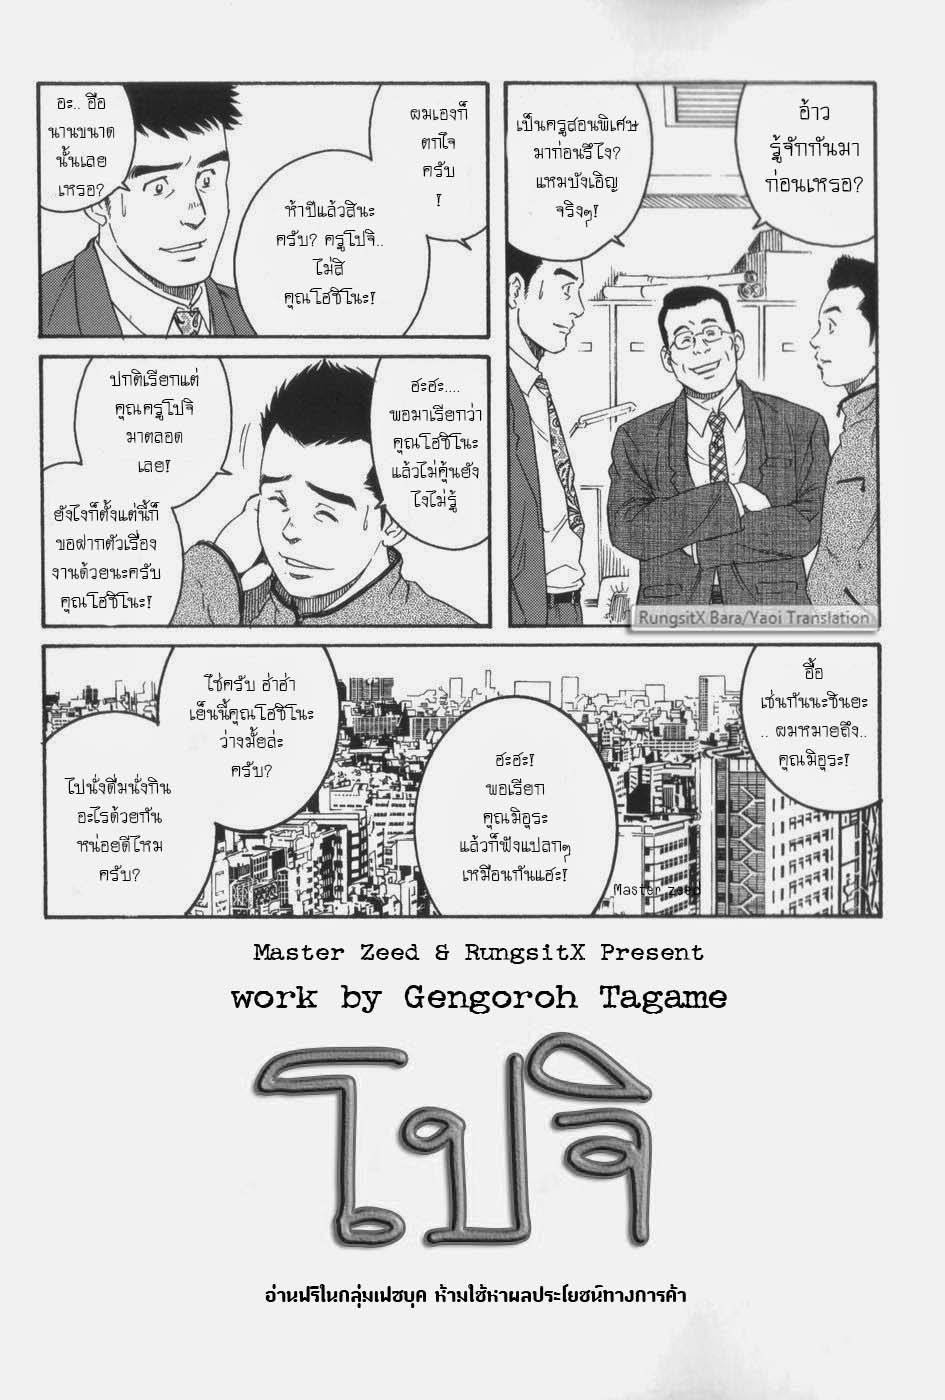 อ้าว
รู้จักกันมา
ก่อนเหรอ?
เป็นครูสอนพิเศษ
มาก่อนรึไง?
แหมบังเอิญ
จริงๆ!
ผมเองก็
ตกใจ
ครับ
!
ห้าปีแล้วสินะ
ครับ? ครูโปจิ..
ไม่สิ
คุณโฮชิโนะ!
อะ.. ฮือ
นานขนาด
นั้นเลย
เหรอ?
ฮะฮะ....
พอมาเรียกว่า
คุณโฮชิโนะ
แล้วไม่คุ้นยัง
ไงไม่รู้
ปกติเรียกแต่
คุณครูโปจิ
มาตลอด
เลย!
ยังไงก็ตั้งแต่นี้ก็
ขอฝากตัวเรื่อง
งานด้วยนะครับ
คุณโฮชิโนะ!
RungsitX Bara/Yaoi Translation
ฮื้อ
เช่นกันนะชินยะ
.. ผมหมายถึง..
คุณมิอุระ!
ฮะฮะ!
พอเรียก
คุณมิอุระ
แล้วก็ฟังแปลกๆ
เหมือนกันแฮะ!
ใช่ครับ ฮ่าฮ่า
เย็นนี้คุณโฮชิโนะ
ว่างมั้ยล่ะ
ครับ?
ไปนั่งดื่มนั่งกิน
อะไรด้วยกัน
หน่อยดีไหม
ครับ?
Master zeed
Master Zeed & RungsitX Present
work by Gengoroh Tagame
โปจิ
อ่านฟรีในกลุ่มเฟซบุค ห้ามใช้หาผลประโยชน์ทางการค้า